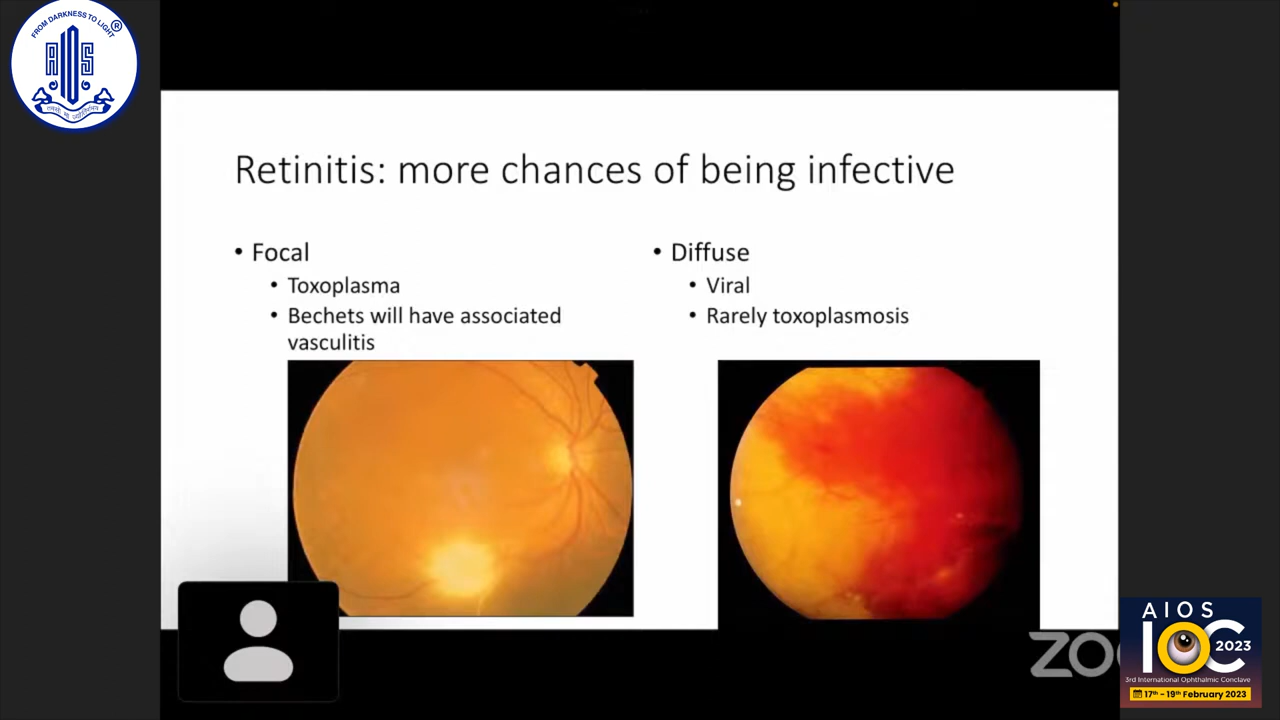 FROM DARKNESS TO LIGHT
®
AIOS
Retinitis: more chances of being infective
• Focal
• Toxoplasma
• Bechets will have associated
vasculitis
• Diffuse
• Viral
• Rarely toxoplasmosis
AIOS
IOC 2023
3rd International Ophthalmic Conclave
17th - 19th February 2023